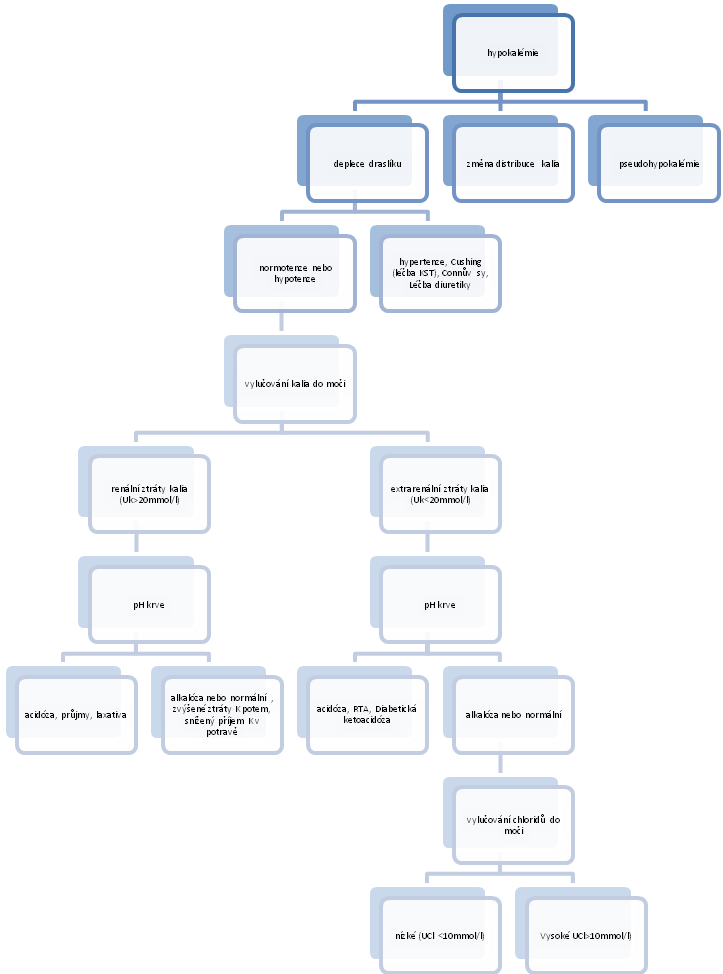 hypokalémie
deplece draslíku
změna distribuce kalia
pseudohypokalémie
normotenze nebo
hypotenze
hypertenze, Cushing
(léčba KST), Connův sy,
Léčba diuretiky
vylučování kalia do moči
renální ztráty kalia
(Uk>20mmol/l)
extrarenální ztráty kalia
(Uk<20mmol/l)
pH krve
pH krve
acidóza, průjmy, laxativa
alkalóza nebo normální ,
zvýšené ztráty K potem,
snížený příjem K v
potravě
acidóza, RTA, Diabetická
ketoacidóza
alkalóza nebo normální
vylučování chloridů do
moči
nízké (UCl <10mmol/l)
Vysoké UCl>10mmol/l)